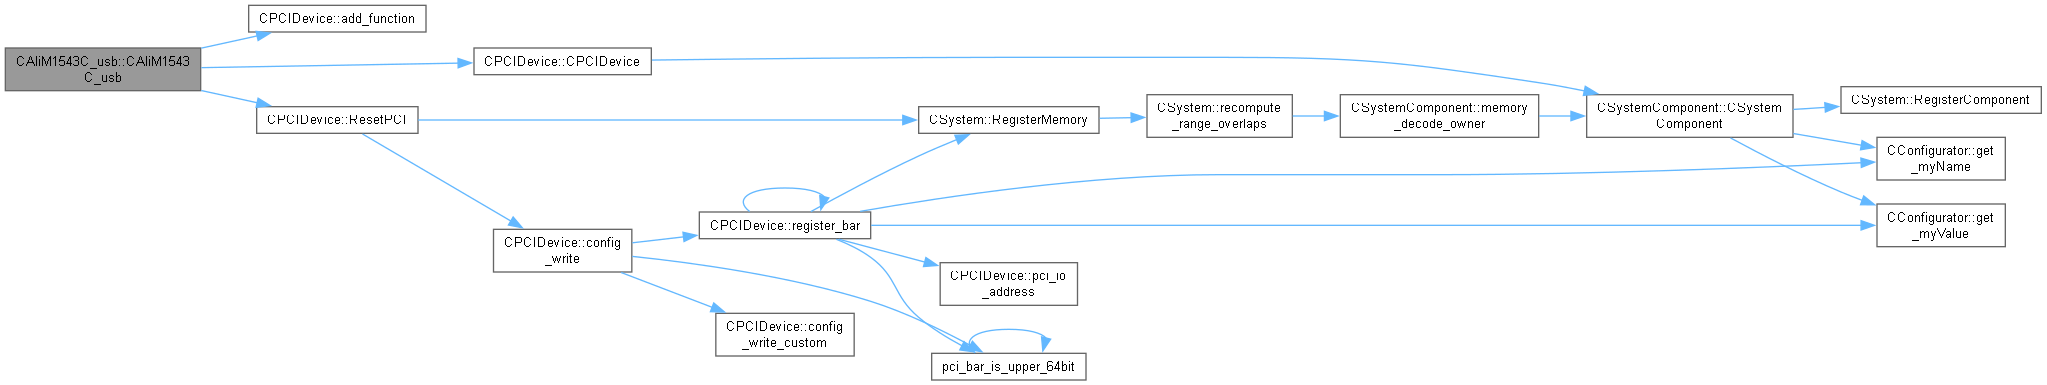 CPCIDevice::add_function
CAliM1543C_usb::CAliM1543
C_usb
CPCIDevice::CPCIDevice
CPCIDevice::ResetPCI
CSystem::RegisterMemory
CSystem::recompute
_range_overlaps
CSystemComponent::memory
_decode_owner
CSystemComponent::CSystem
Component
CSystem::RegisterComponent
CConfigurator::get
_myName
CConfigurator::get
_myValue
CPCIDevice::register_bar
CPCIDevice::config
_write
CPCIDevice::pci_io
_address
CPCIDevice::config
_write_custom
pci_bar_is_upper_64bit